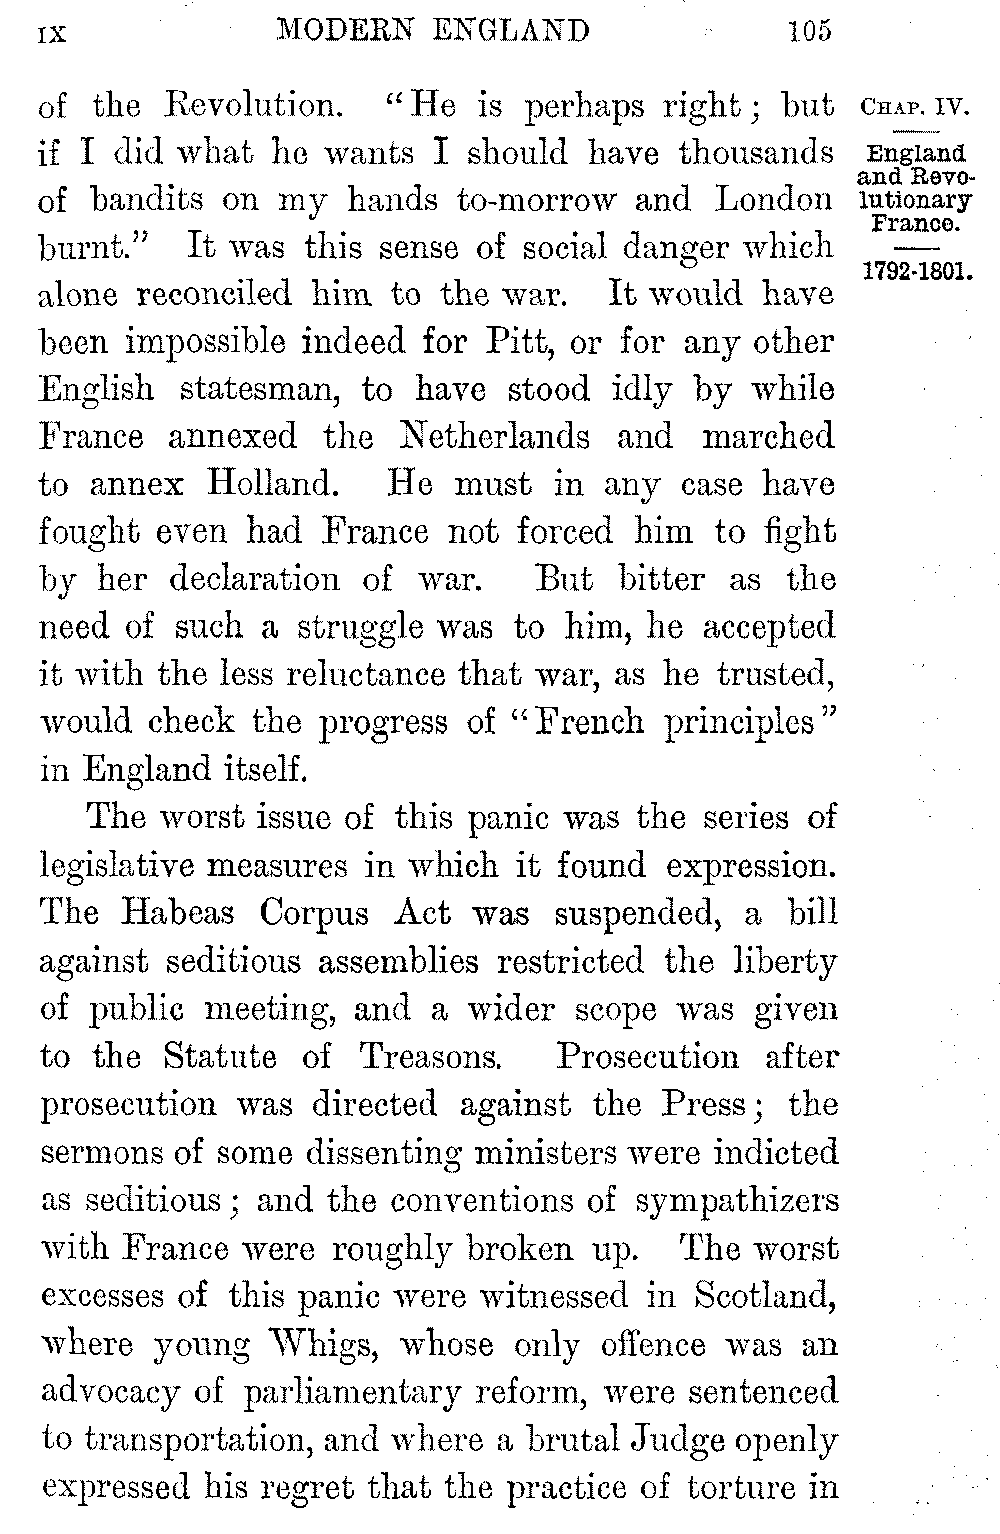 IX MODERN ENGLAND 105
of the Revolution. “He is perhaps right; but
if I did what he wants I should have thousands
of bandits on my hands to-morrow and London
burnt.” It was this sense of social danger which
alone reconciled him to the war. It would have
been impossible indeed for Pitt, or for any other
English statesman, to have stood idly by while
France annexed the Netherlands and marched
to annex Holland. He must in any case have
fought even had France not forced him to fight
by her declaration of war. But bitter as the
need of such a struggle was to him, he accepted
it with the less reluctance that war, as he trusted,
would check the progress of “French principles”
in England itself.
The worst issue of this panic was the series of
legislative measures in which it found expression.
The Habeas Corpus Act was suspended, a bill
against seditious assemblies restricted the liberty
of public meeting, and a wider scope was given
to the Statute of Treasons. Prosecution after
prosecution was directed against the Press; the
sermons of some dissenting ministers were indicted
as seditious; and the conventions of sympathizers
with France were roughly broken up. The worst
excesses of this panic were witnessed in Scotland,
where young Whigs, whose only offence was an
advocacy of parliamentary reform, were sentenced
to transportation, and where a brutal Judge openly
expressed his regret that the practice of torture in
CHAP. IV.
England
and Revo-
lutionary
France.
1792-1801.